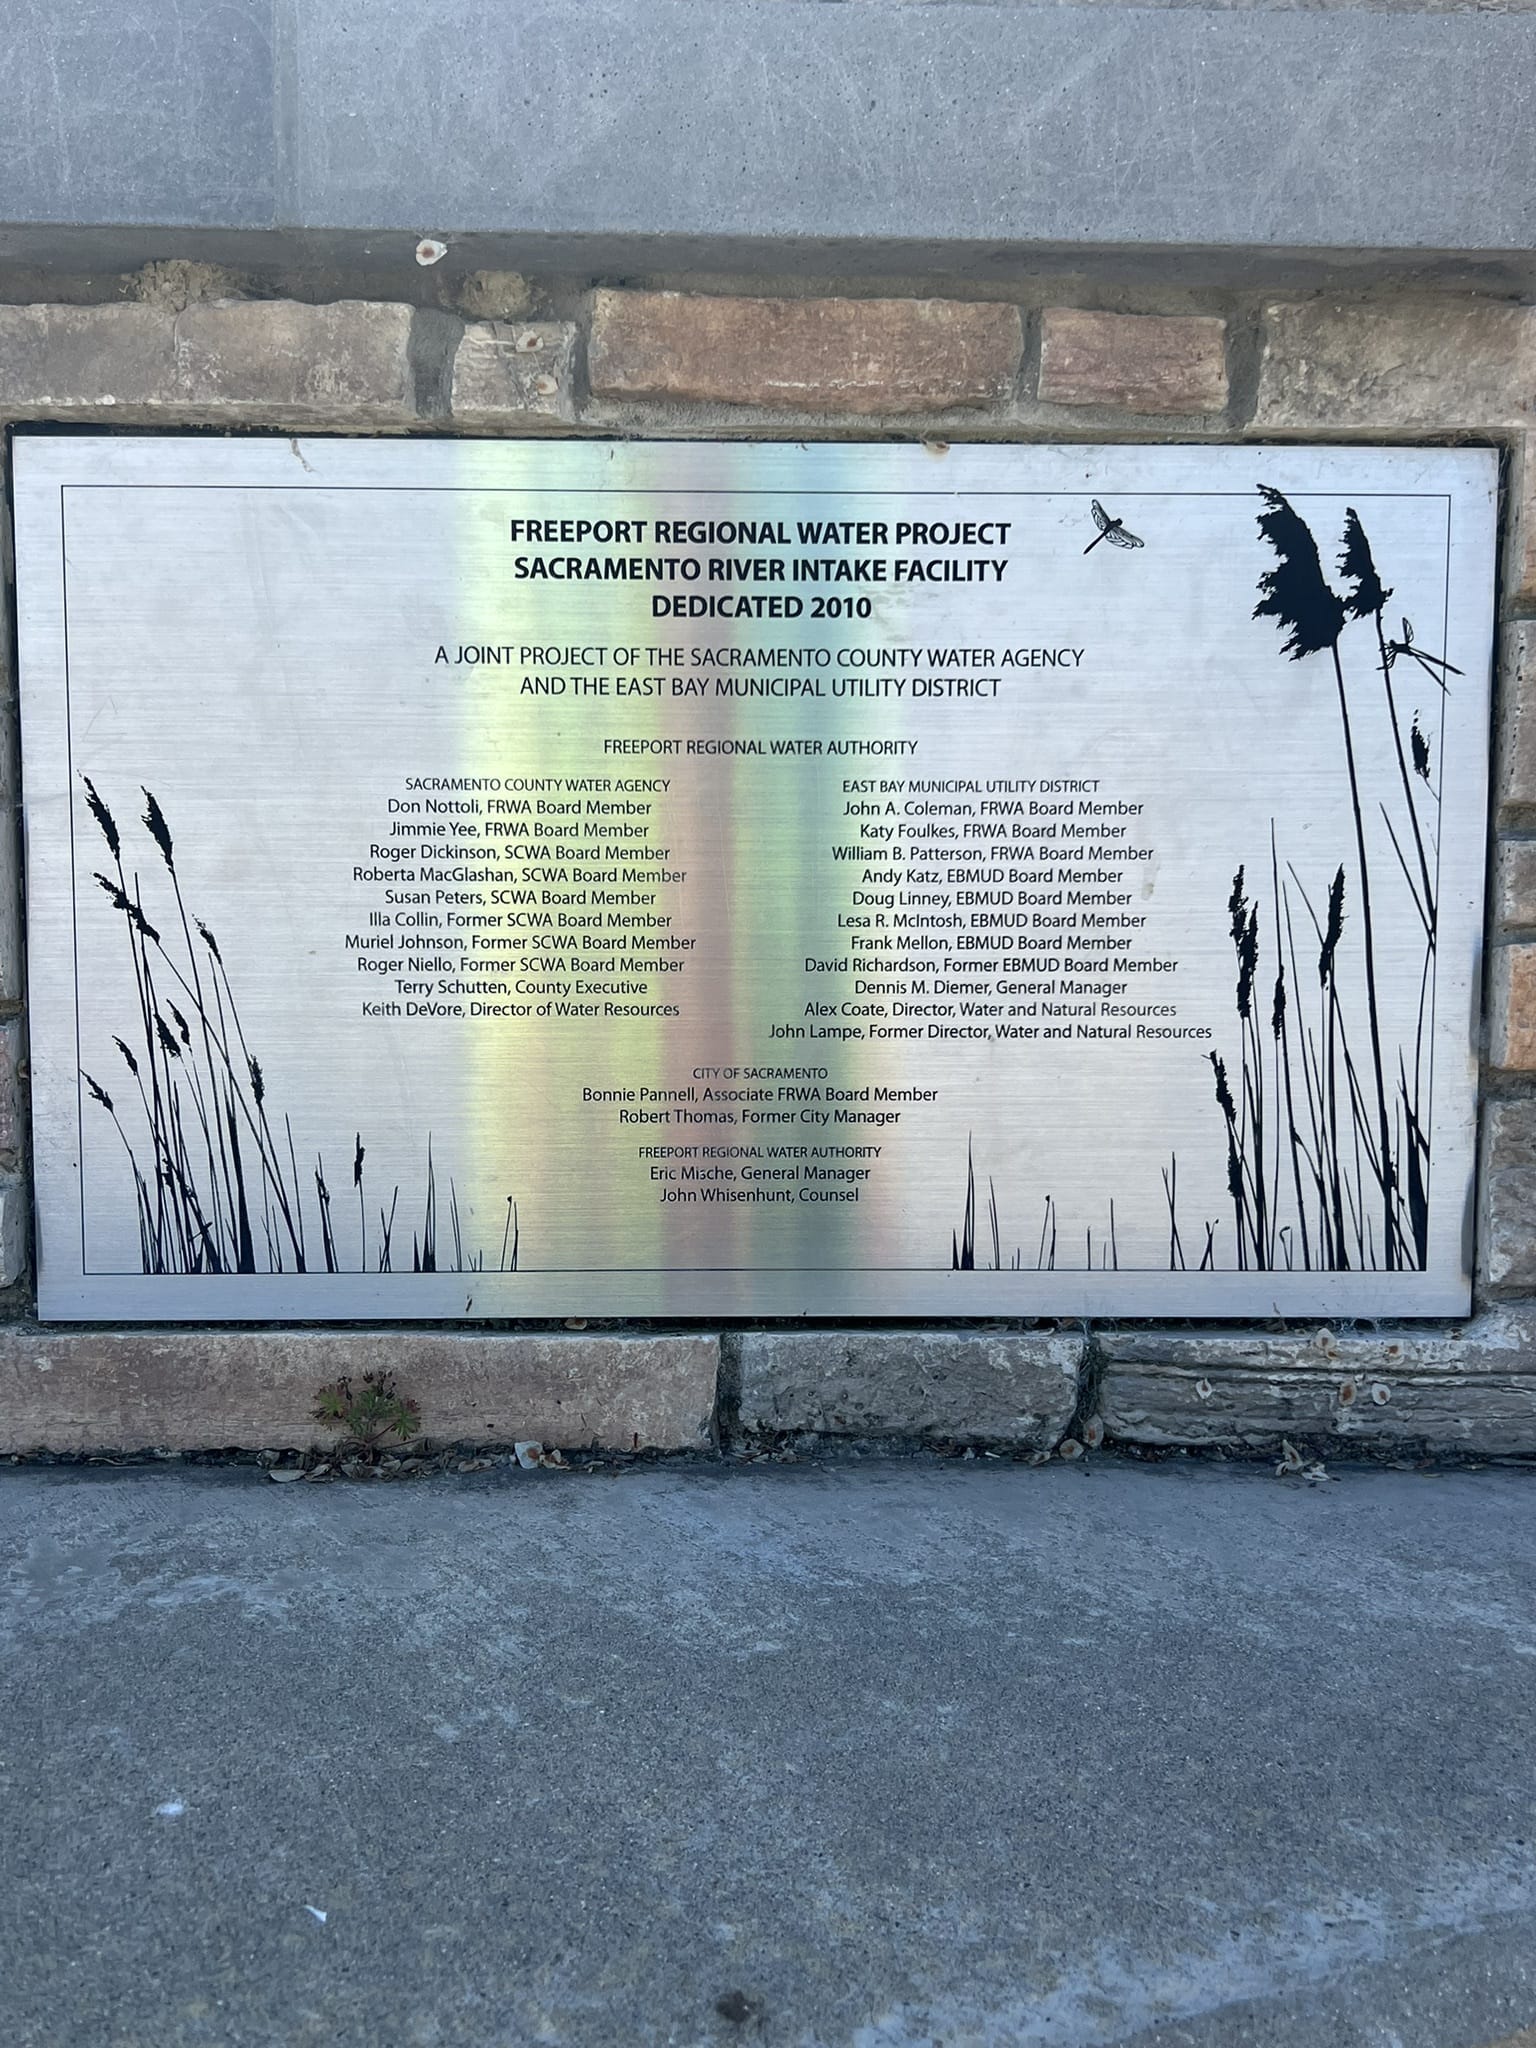 FREEPORT REGIONAL WATER PROJECT
SACRAMENTO RIVER INTAKE FACILITY
DEDICATED 2010
A JOINT PROJECT OF THE SACRAMENTO COUNTY WATER AGENCY
AND THE EAST BAY MUNICIPAL UTILITY DISTRICT
FREEPORT REGIONAL WATER AUTHORITY
SACRAMENTO COUNTY WATER AGENCY
Don Nottoli, FRWA Board Member
Jimmie Yee, FRWA Board Member
Roger Dickinson, SCWA Board Member
Roberta MacGlashan, SCWA Board Member
Susan Peters, SCWA Board Member
Illa Collin, Former SCWA Board Member
Muriel Johnson, Former SCWA Board Member
Roger Niello, Former SCWA Board Member
Terry Schutten, County Executive
Keith DeVore, Director of Water Resources
EAST BAY MUNICIPAL UTILITY DISTRICT
John A. Coleman, FRWA Board Member
Katy Foulkes, FRWA Board Member
William B. Patterson, FRWA Board Member
Andy Katz, EBMUD Board Member
Doug Linney, EBMUD Board Member
Lesa R. McIntosh, EBMUD Board Member
Frank Mellon, EBMUD Board Member
David Richardson, Former EBMUD Board Member
Dennis M. Diemer, General Manager
Alex Coate, Director, Water and Natural Resources
John Lampe, Former Director, Water and Natural Resources
CITY OF SACRAMENTO
Bonnie Pannell, Associate FRWA Board Member
Robert Thomas, Former City Manager
FREEPORT REGIONAL WATER AUTHORITY
Eric Mische, General Manager
John Whisenhunt, Counsel